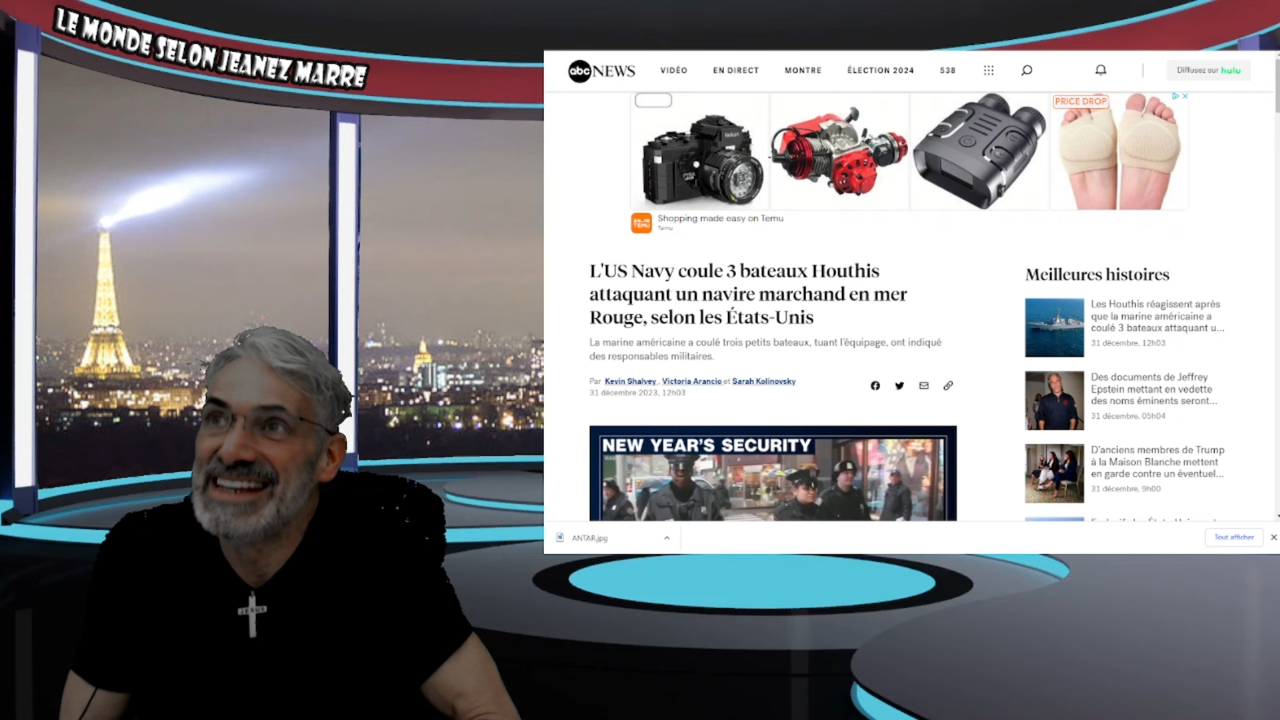 LE MONDE SELON JEANEZ MARRE
abc NEWS
VIDÉO
EN DIRECT
MONTRE
ÉLECTION 2024
538
Diffusez sur hulu
PRICE DROP
TEMU
Shopping made easy on Temu
Temu
L'US Navy coule 3 bateaux Houthis
attaquant un navire marchand en mer
Rouge, selon les États-Unis
La marine américaine a coulé trois petits bateaux, tuant l'équipage, ont indiqué
des responsables militaires.
Par Kevin Shalvey, Victoria Arancio et Sarah Kolinovsky
31 décembre 2023, 12h03
NEW YEAR'S SECURITY
Meilleures histoires
Les Houthis réagissent après
que la marine américaine a
coulé 3 bateaux attaquant u...
31 décembre, 12h03
Des documents de Jeffrey
Epstein mettant en vedette
des noms éminents seront...
31 décembre, 05h04
D'anciens membres de Trump
à la Maison Blanche mettent
en garde contre un éventuel...
31 décembre, 9h00
ANTAR.jpg
Tout afficher
JESUS